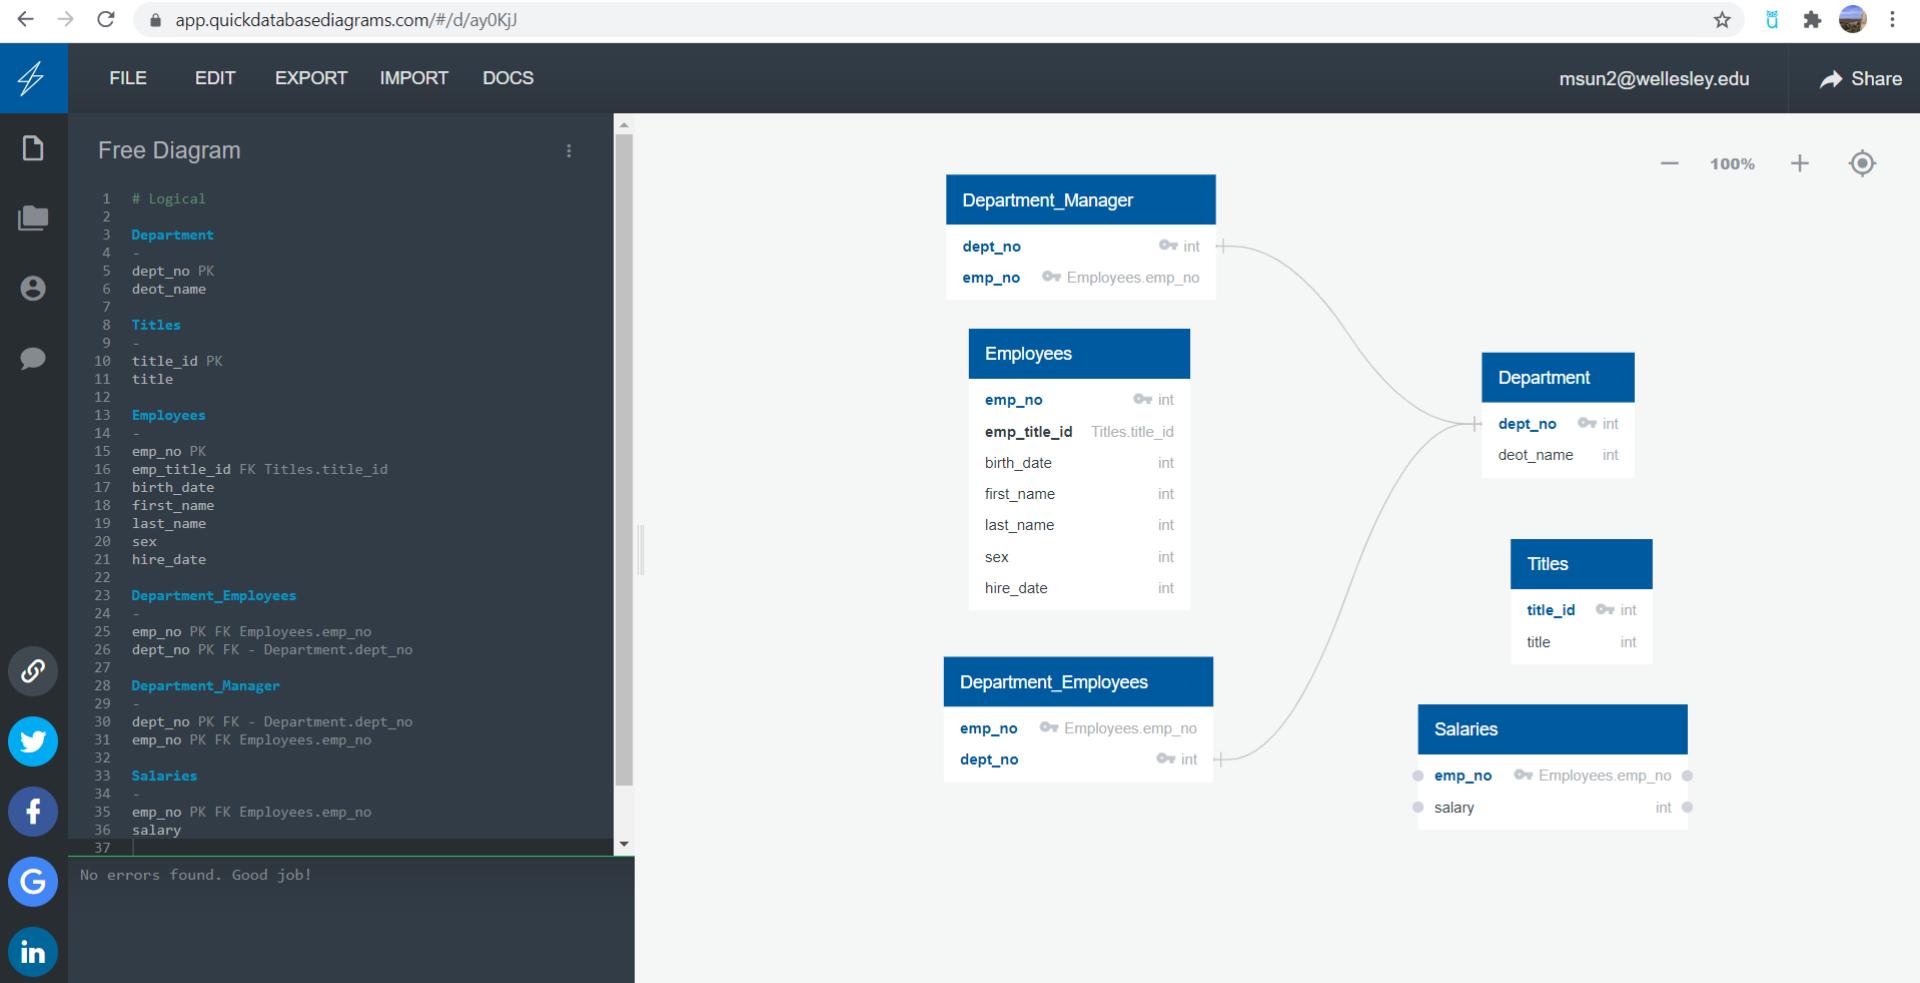 app.quickdatabasediagrams.com/#/d/ay0KjJ
FILE EDIT EXPORT IMPORT DOCS
msun2@wellesley.edu
Share
Free Diagram
1 # Logical
2
3 Department
4 -
5 dept_no PK
6 deot_name
7
8 Titles
9 -
10 title_id PK
11 title
12
13 Employees
14 -
15 emp_no PK
16 emp_title_id FK Titles.title_id
17 birth_date
18 first_name
19 last_name
20 sex
21 hire_date
22
23 Department_Employees
24 -
25 emp_no PK FK Employees.emp_no
26 dept_no PK FK - Department.dept_no
27
28 Department_Manager
29 -
30 dept_no PK FK - Department.dept_no
31 emp_no PK FK Employees.emp_no
32
33 Salaries
34 -
35 emp_no PK FK Employees.emp_no
36 salary
37
No errors found. Good job!
100%
Department_Manager
dept_no int
emp_no Employees.emp_no
Employees
emp_no int
emp_title_id Titles.title_id
birth_date int
first_name int
last_name int
sex int
hire_date int
Department_Employees
emp_no Employees.emp_no
dept_no int
Department
dept_no int
deot_name int
Titles
title_id int
title int
Salaries
emp_no Employees.emp_no
salary int
f
G
in